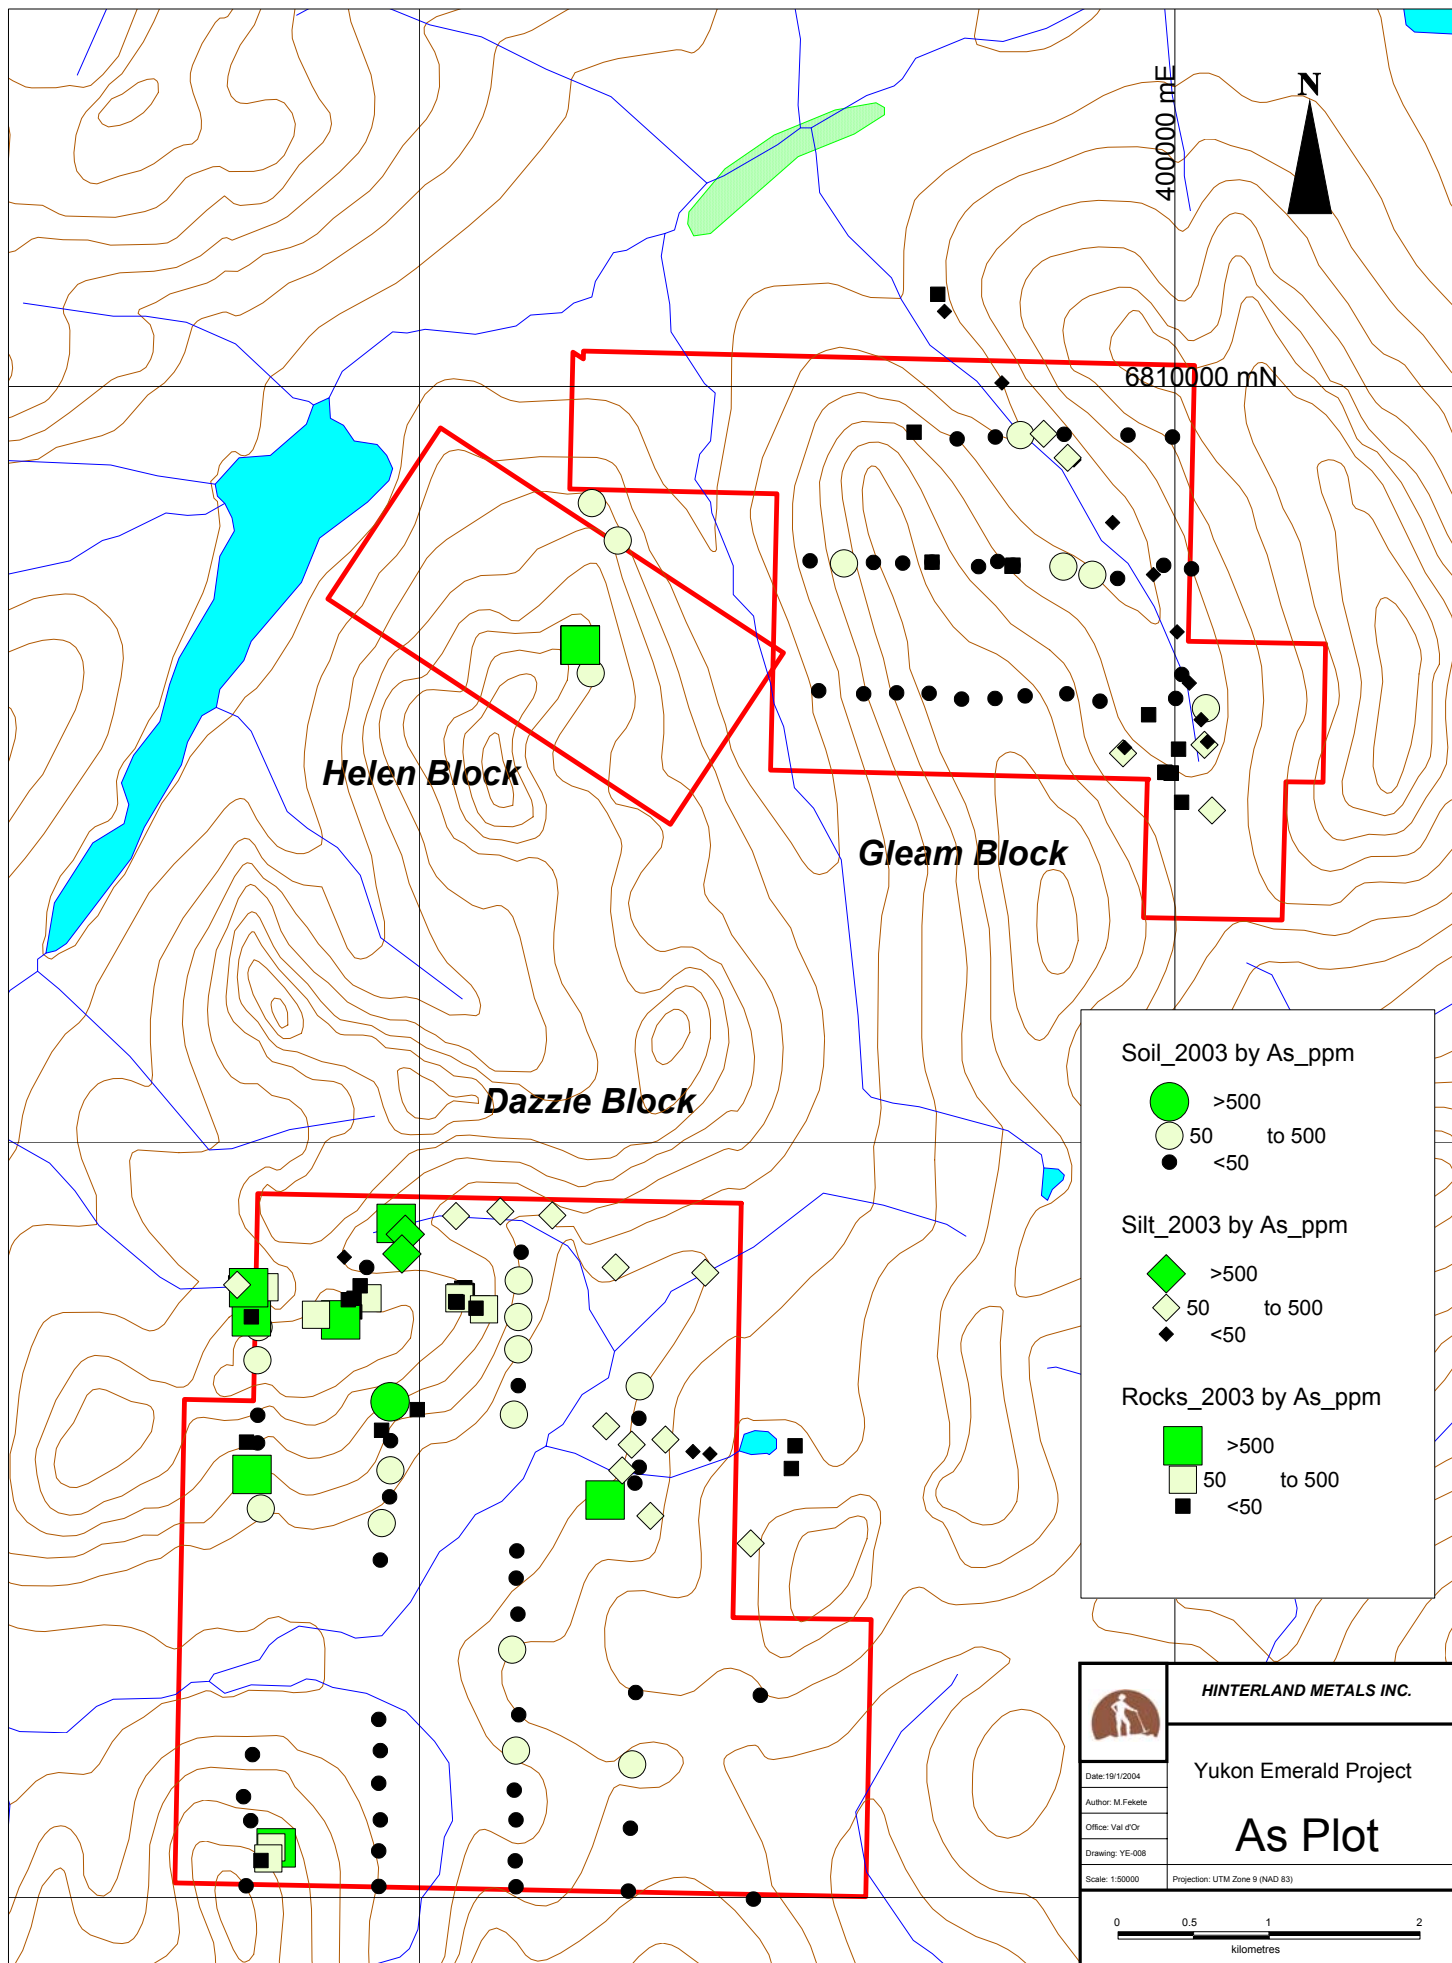 N
400000 mE
6810000 mN
Helen Block
Gleam Block
Dazzle Block
Soil_2003 by As_ppm
>500
50 to 500
<50
Silt_2003 by As_ppm
>500
50 to 500
<50
Rocks_2003 by As_ppm
>500
50 to 500
<50
HINTERLAND METALS INC.
Yukon Emerald Project
As Plot
Date:19/1/2004
Author: M.Fekete
Office: Val d'Or
Drawing: YE-008
Scale: 1:50000
Projection: UTM Zone 9 (NAD 83)
0 0.5 1 2
kilometres